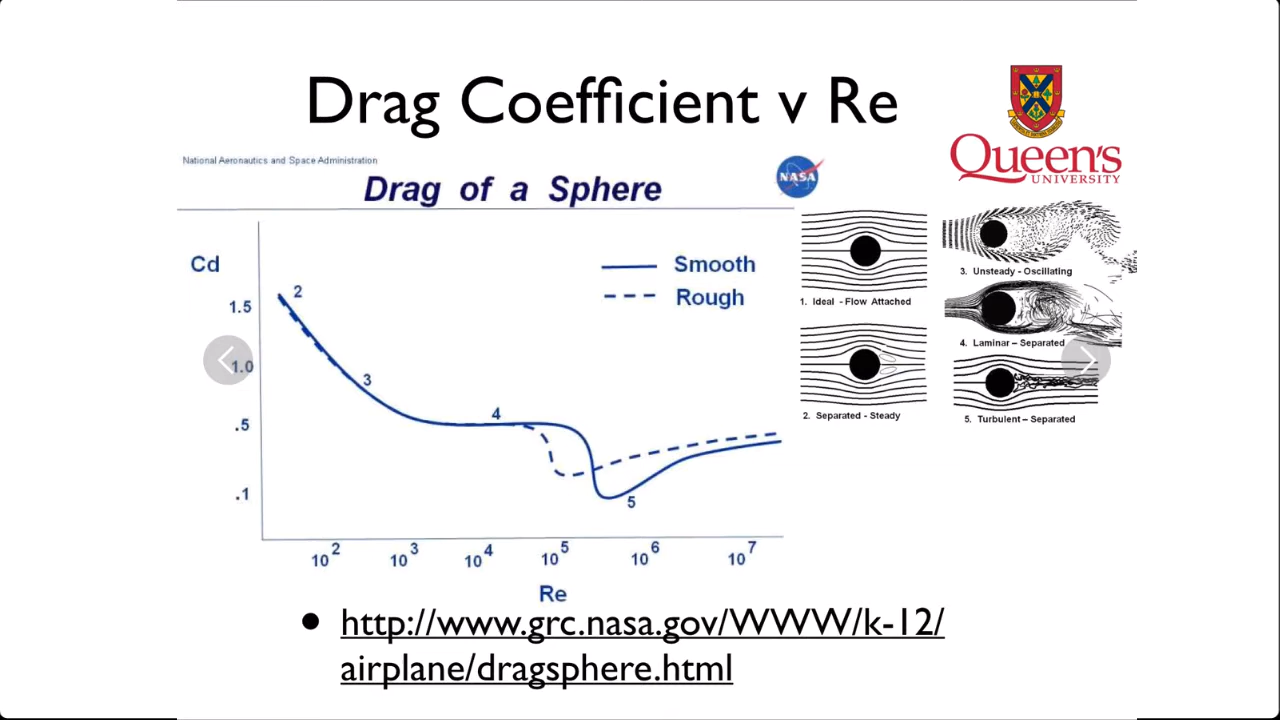 Drag Coefficient v Re
Queen's
UNIVERSITY
National Aeronautics and Space Administration
NASA
Drag of a Sphere
Cd
1.5
1.0
.5
.1
2
3
4
5
Smooth
Rough
10^2 10^3 10^4 10^5 10^6 10^7
Re
1. Ideal - Flow Attached
2. Separated - Steady
3. Unsteady - Oscillating
4. Laminar – Separated
5. Turbulent – Separated
• http://www.grc.nasa.gov/WWW/k-12/
airplane/dragsphere.html